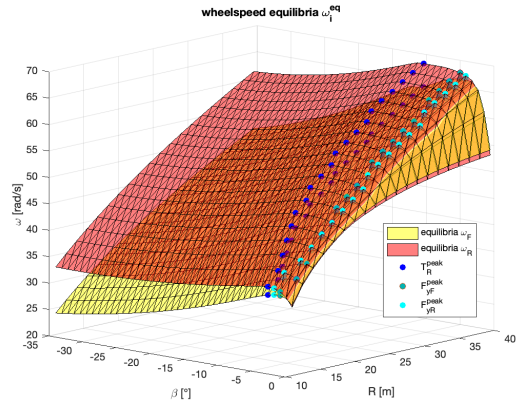 wheelspeed equilibria ω_i^eq
70
65
60
55
50
45
40
35
30
25
20
ω [rad/s]
-35
-30
-25
-20
-15
-10
-5
0
β [°]
10
15
20
25
30
35
40
R [m]
equilibria ω_F
equilibria ω_R
T_R^peak
F_yF^peak
F_yR^peak